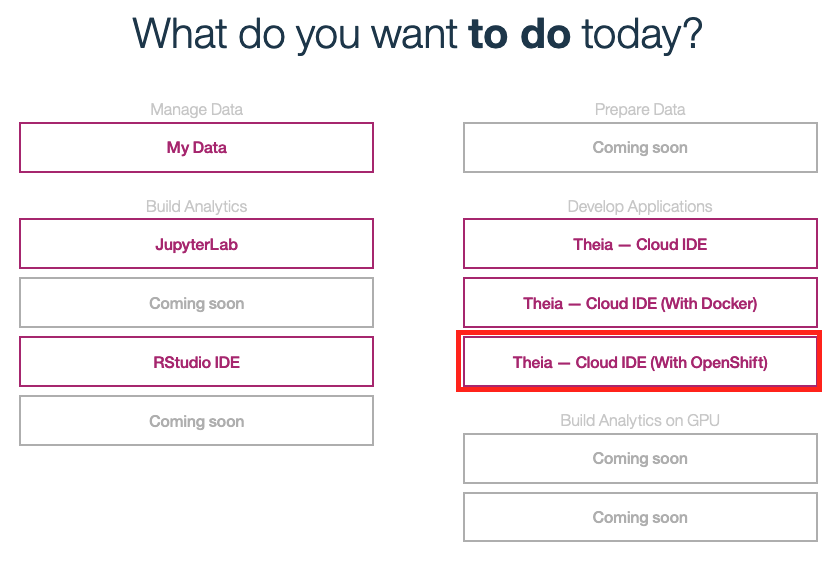 What do you want to do today?
Manage Data
My Data
Build Analytics
JupyterLab
Coming soon
RStudio IDE
Coming soon
Prepare Data
Coming soon
Develop Applications
Theia — Cloud IDE
Theia — Cloud IDE (With Docker)
Theia — Cloud IDE (With OpenShift)
Build Analytics on GPU
Coming soon
Coming soon